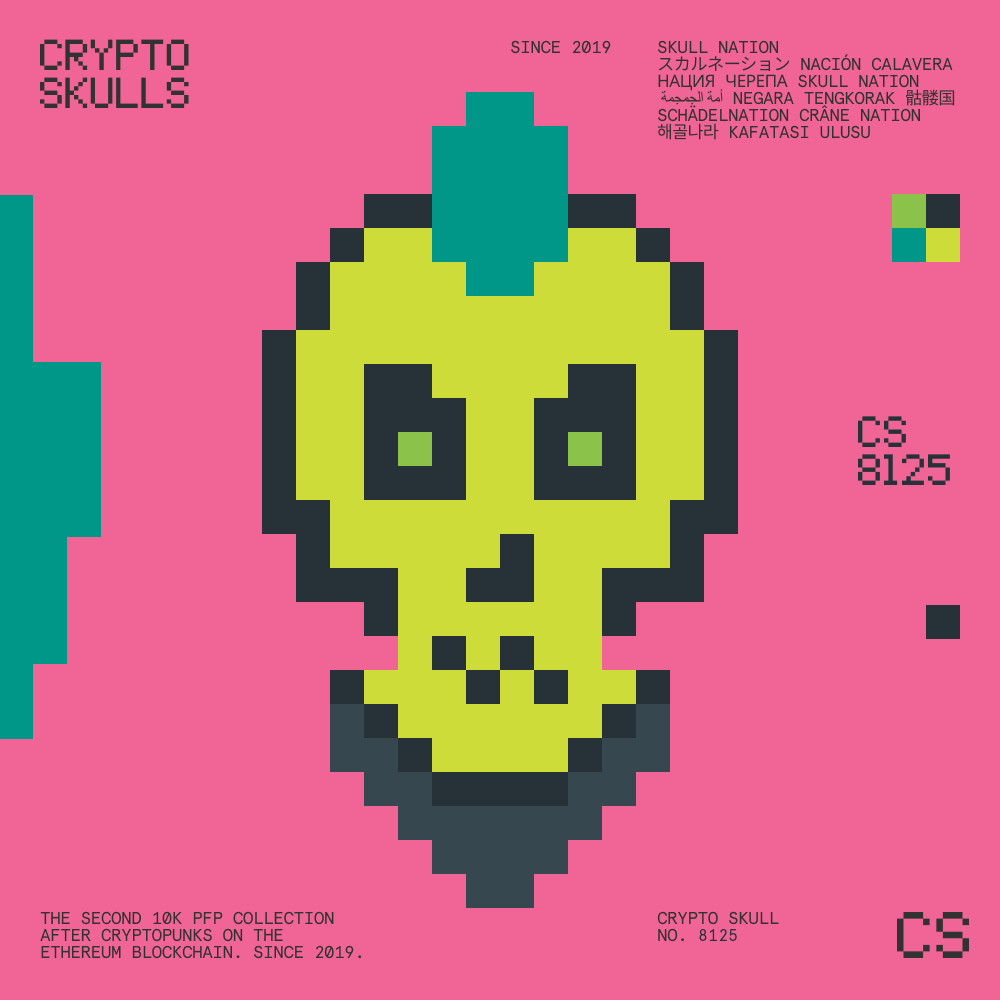 CRYPTO
SKULLS
SINCE 2019
SKULL NATION
スカルネーション NACIÓN CALAVERA
НАЦИЯ ЧЕРЕПА SKULL NATION
أمة الجمجمة NEGARA TENGKORAK 骷髅国
SCHÄDELNATION CRÂNE NATION
해골나라 KAFATASI ULUSU
CS
8125
THE SECOND 10K PFP COLLECTION
AFTER CRYPTOPUNKS ON THE
ETHEREUM BLOCKCHAIN. SINCE 2019.
CRYPTO SKULL
NO. 8125
CS